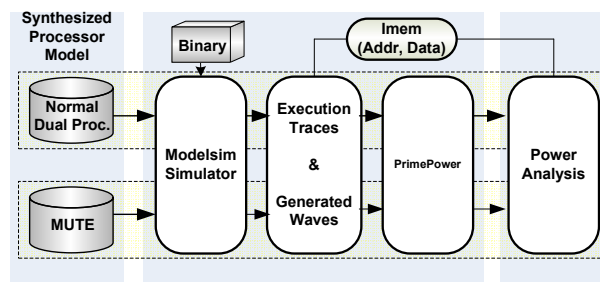 Synthesized
Processor
Model
Binary
Imem
(Addr, Data)
Normal
Dual Proc.
MUTE
Modelsim
Simulator
Execution
Traces
&
Generated
Waves
PrimePower
Power
Analysis